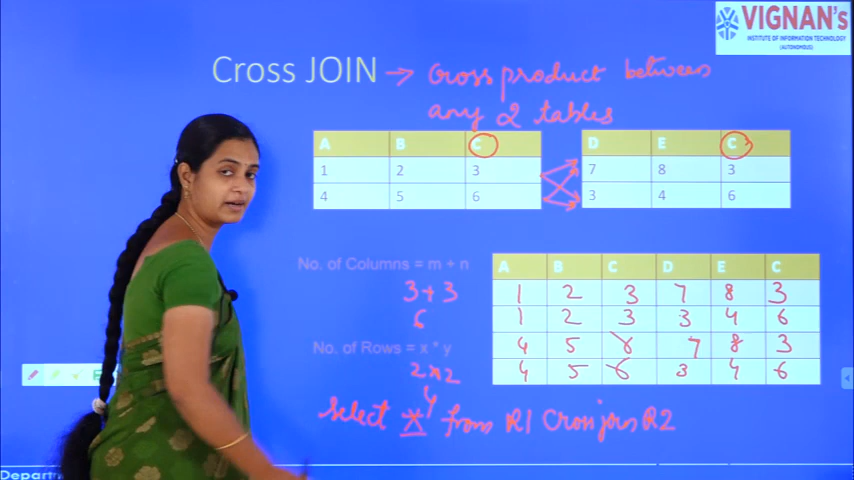 VIGNAN's
INSTITUTE OF INFORMATION TECHNOLOGY
(AUTONOMOUS)
Cross JOIN → Cross product between
any 2 tables
A B C
1 2 3
4 5 6
D E C
7 8 3
3 4 6
No. of Columns = m + n
3 + 3
6
No. of Rows = x * y
2 * 2
4
A B C D E C
1 2 3 7 8 3
1 2 3 3 4 6
4 5 6 7 8 3
4 5 6 3 4 6
select * from R1 Cross join R2
Departm